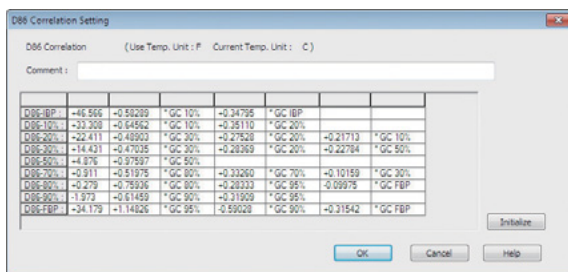 D86 Correlation Setting
D86 Correlation (Use Temp. Unit : F Current Temp. Unit : C)
Comment :
D86-IBP : +46.566 +0.58289 * GC 10% +0.34795 * GC IBP
D86-10% : +33.308 +0.64562 * GC 10% +0.35110 * GC 20%
D86-20% : +22.411 +0.48903 * GC 20% +0.27528 * GC 20% +0.21713 * GC 10%
D86-30% : +14.431 +0.47035 * GC 30% +0.28369 * GC 20% +0.22784 * GC 50%
D86-50% : +4.876 +0.97597 * GC 50%
D86-70% : +0.911 +0.51975 * GC 80% +0.33260 * GC 70% +0.10159 * GC 30%
D86-80% : +0.279 +0.75936 * GC 80% +0.28333 * GC 95% -0.09975 * GC FBP
D86-90% : -1.973 +0.61459 * GC 90% +0.31909 * GC 95%
D86-FBP : +34.179 +1.14826 * GC 95% -0.59028 * GC 90% +0.31542 * GC FBP
Initialize
OK Cancel Help